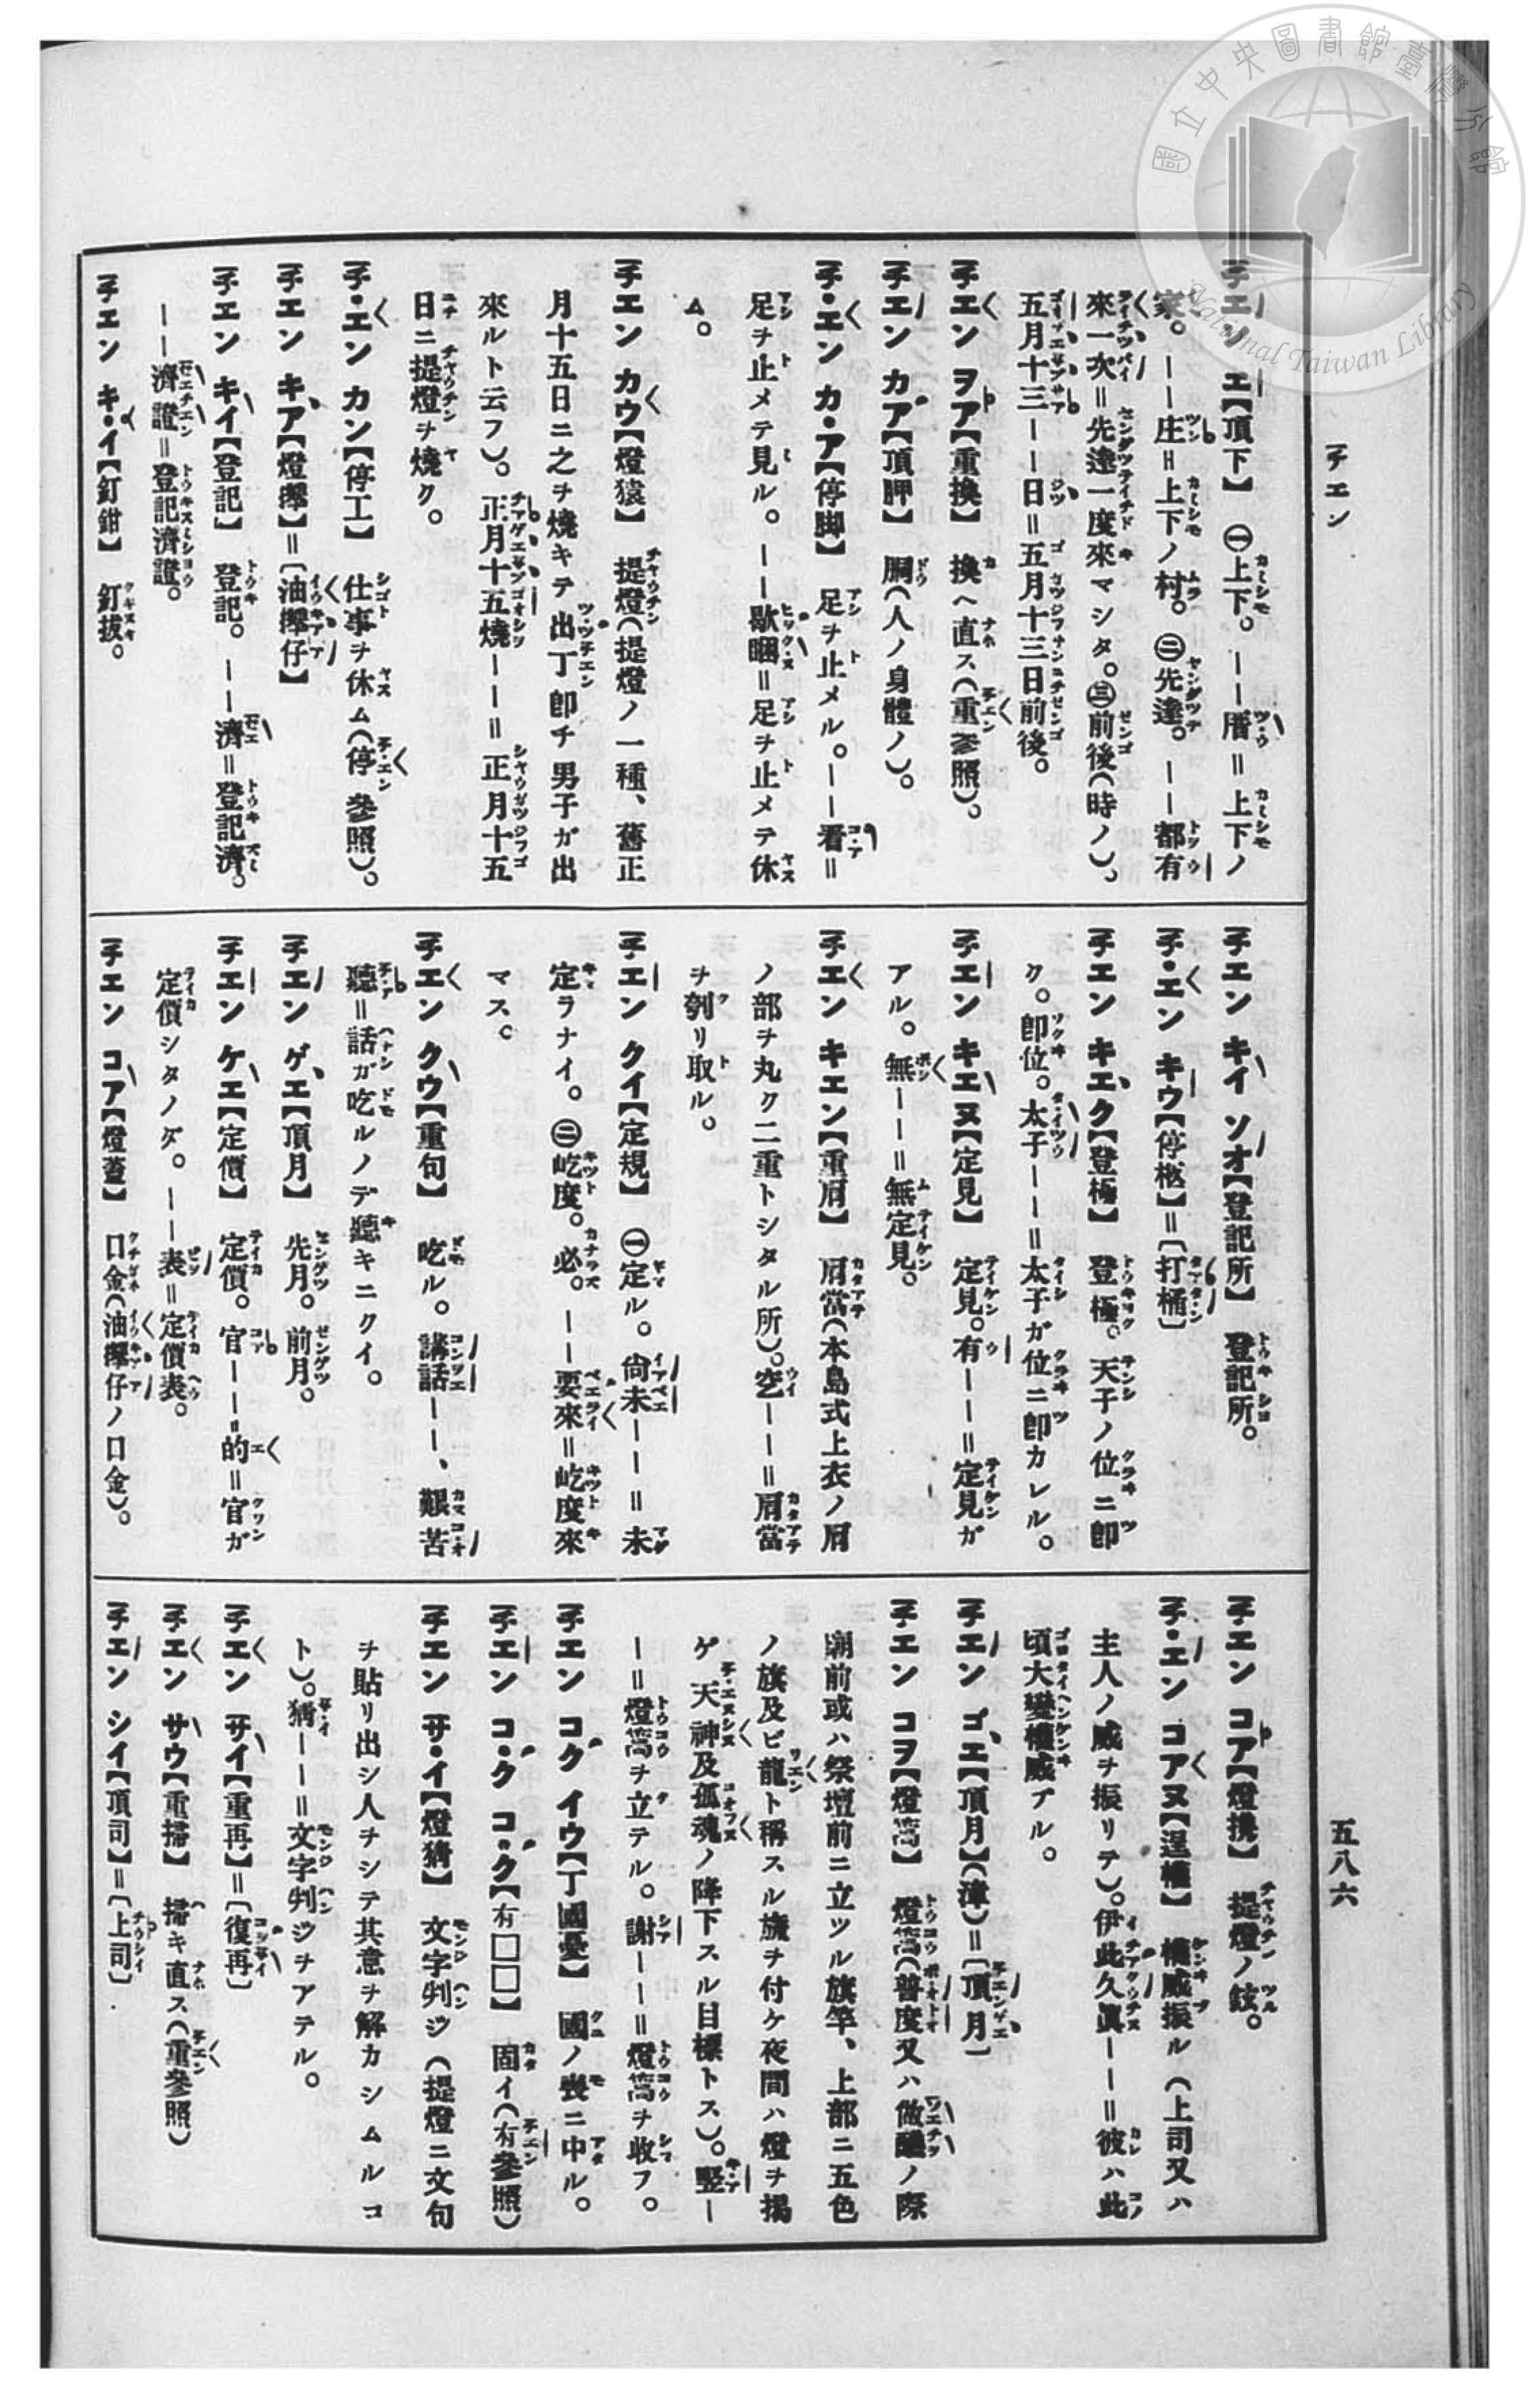 チエン
五八六
チエン エ【頂下】 ㊀上下。——厝＝上下ノ
家。——庄＝上下ノ村。㊁先達。——都有
來一次＝先達一度來マシタ。㊂前後(時ノ)。
五月十三——日＝五月十三日前後。
チエン ヲア【重換】 換ヘ直ス(重參照)。
チエン カア【頂胛】 胴(人ノ身體ノ)。
チ・エン カ・ア【停脚】 足ヲ止メル。——看＝
足ヲ止メテ見ル。——歇睏＝足ヲ止メテ休
ム。
チエン カウ【燈猿】 提燈(提燈ノ一種、舊正
月十五日ニ之ヲ燒キテ出丁卽チ男子ガ出
來ルト云フ)。正月十五燒——＝正月十五
日ニ提燈ヲ燒ク。
チ・エン カン【停工】 仕事ヲ休ム(停參照)。
チエン キア【燈擇】＝〔油擇仔〕
チエン キイ【登記】 登記。——濟＝登記濟。
——濟證＝登記濟證。
チエン キ・イ【釘鉗】 釘拔。
チエン キイ ソオ【登記所】 登記所。
チ・エン キウ【停柩】＝〔打桶〕
チエン キエ・ク【登極】 登極。天子ノ位ニ卽
ク。卽位。太子——＝太子ガ位ニ卽カレル。
チエン キエヌ【定見】 定見。有——＝定見ガ
アル。無——＝無定見。
チエン キエン【重肩】 肩當(本島式上衣ノ肩
ノ部ヲ丸ク二重トシタル所)。空——＝肩當
ヲ刳リ取ル。
チエン クイ【定規】 ㊀定ル。尙未——＝未
定ラナイ。㊁屹度。必。——要來＝屹度來
マス。
チエン クウ【重句】 吃ル。講話——、艱苦
聽＝話ガ吃ルノデ聽キニクイ。
チエン ゲエ【頂月】 先月。前月。
チエン ケエ【定價】 定價。官——的＝官ガ
定價シタノダ。——表＝定價表。
チエン コア【燈蓋】 口金(油擇仔ノ口金)。
チエン コア【燈摜】 提燈ノ鉉。
チ・エン コアヌ【逞權】 權威振ル (上司又ハ
主人ノ威ヲ振リテ)。伊此久眞——＝彼ハ此
頃大變權威ブル。
チエン ゴエ【頂月】(漳)＝〔頂月〕
チエン コヲ【燈篙】 燈篙(普度又ハ做醮ノ際
廟前或ハ祭壇前ニ立ツル旗竿、上部ニ五色
ノ旗及ビ龍ト稱スル旒ヲ付ケ夜間ハ燈ヲ揭
ゲ天神及孤魂ノ降下スル目標トス)。竪—
—＝燈篙ヲ立テル。謝——＝燈篙ヲ收フ。
チエン コク イウ【丁國憂】 國ノ喪ニ中ル。
チエン コ・ク コ・ク【有□□】 固イ(有參照)
チエン サ・イ【燈猜】 文字判ジ (提燈ニ文句
ヲ貼リ出シ人ヲシテ其意ヲ解カシムルコ
ト)。猜——＝文字判ジヲアテル。
チエン サイ【重再】＝〔復再〕
チエン サウ【重掃】 掃キ直ス(重參照)
チエン シイ【頂司】＝〔上司〕